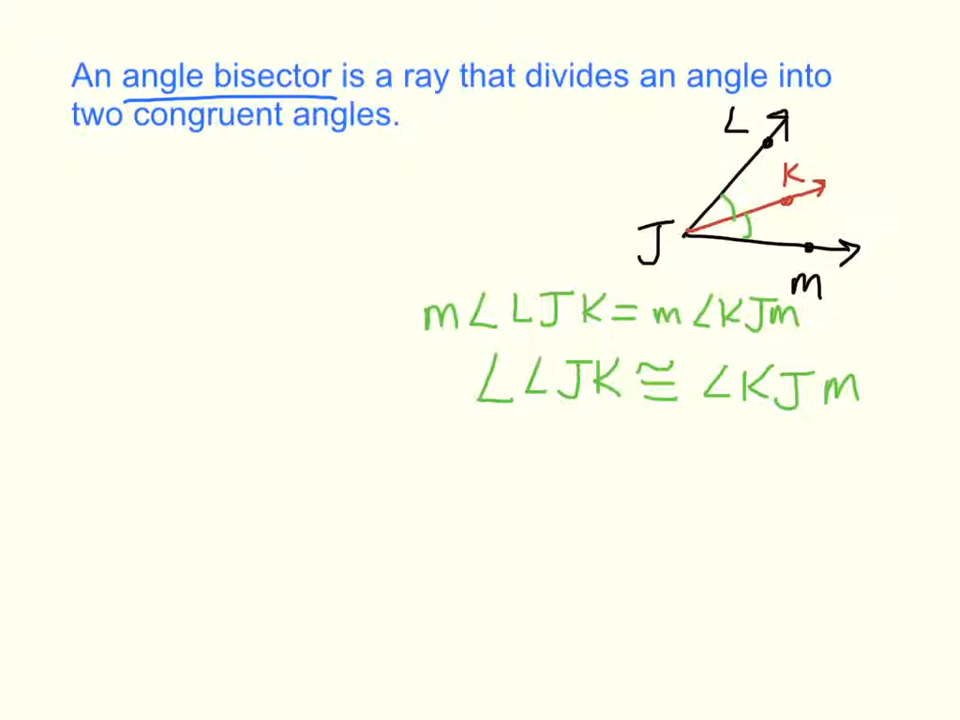 An angle bisector is a ray that divides an angle into
two congruent angles.
L
K
J
m
m∠LJK = m∠KJm
∠LJK ≅ ∠KJm